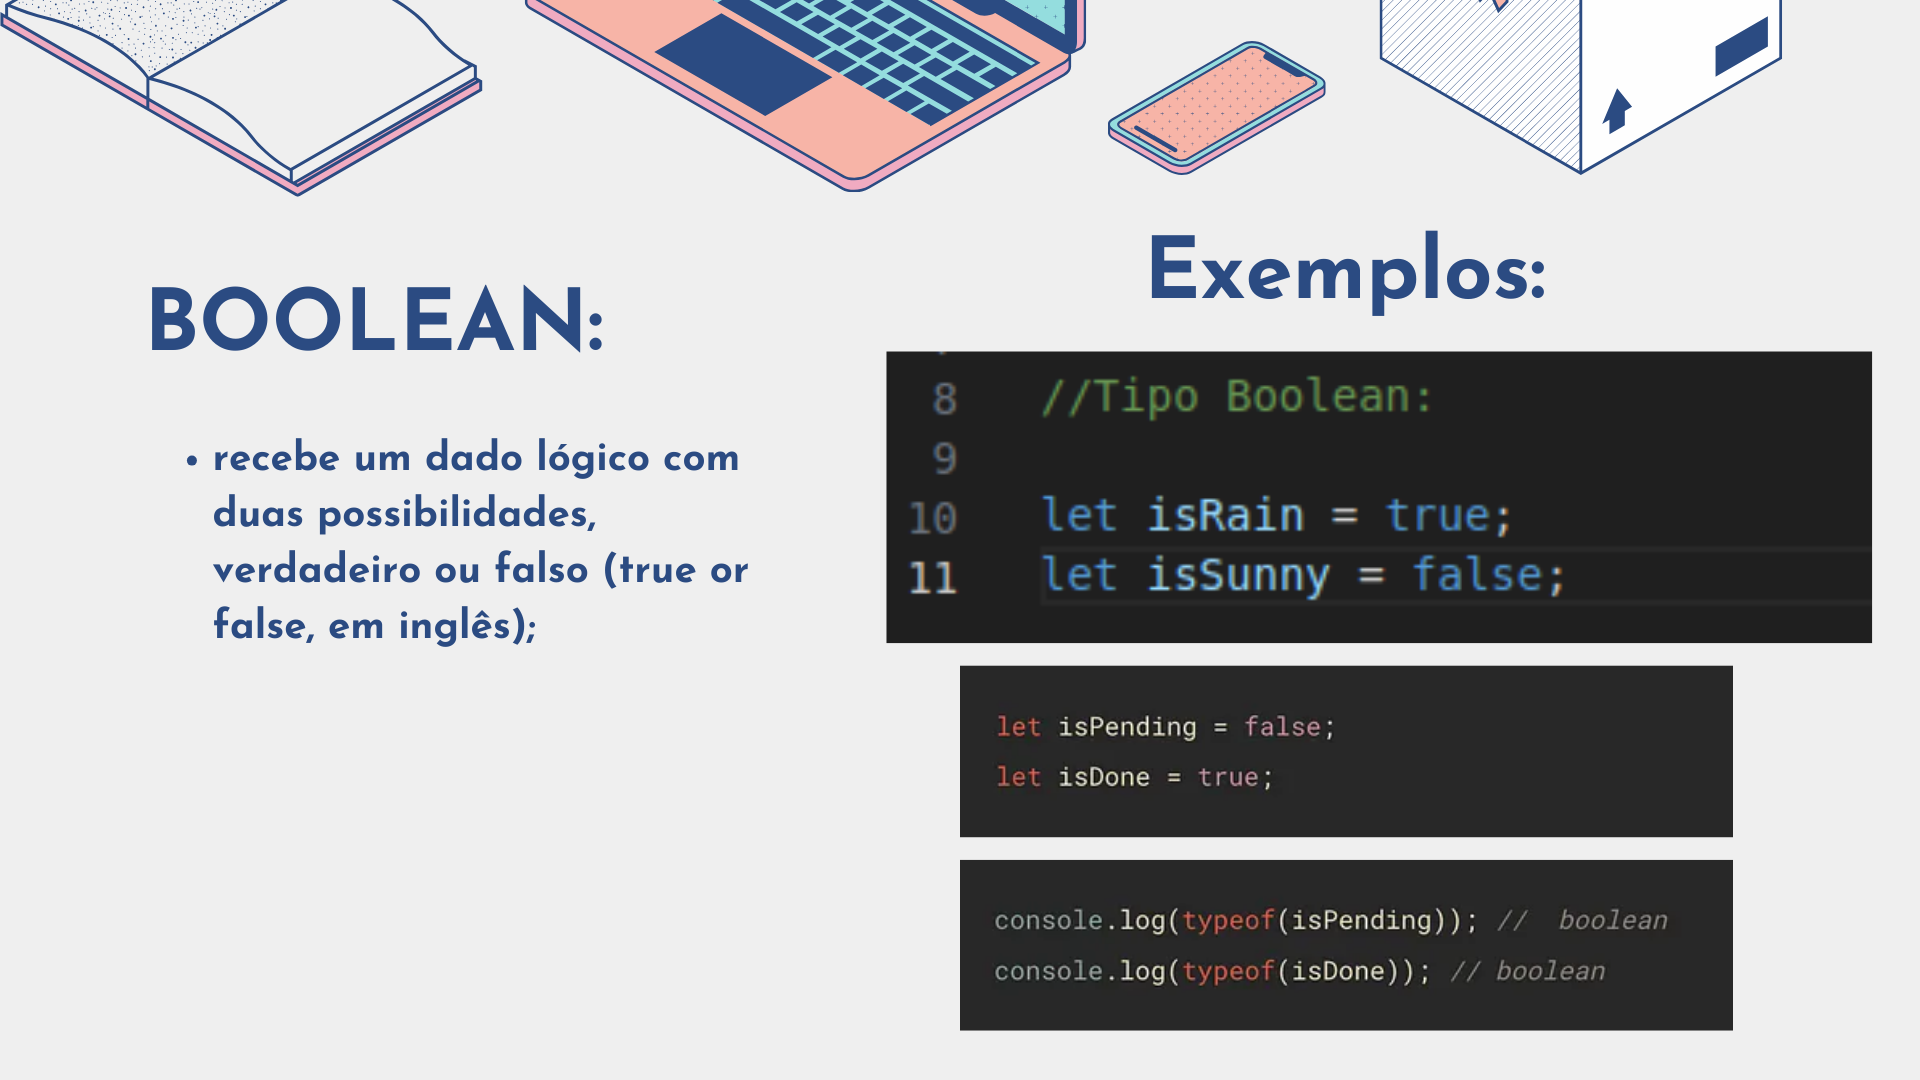 BOOLEAN:
• recebe um dado lógico com
duas possibilidades,
verdadeiro ou falso (true or
false, em inglês);
Exemplos:
8 //Tipo Boolean:
9
10 let isRain = true;
11 let isSunny = false;
let isPending = false;
let isDone = true;
console.log(typeof(isPending)); //  boolean
console.log(typeof(isDone)); // boolean